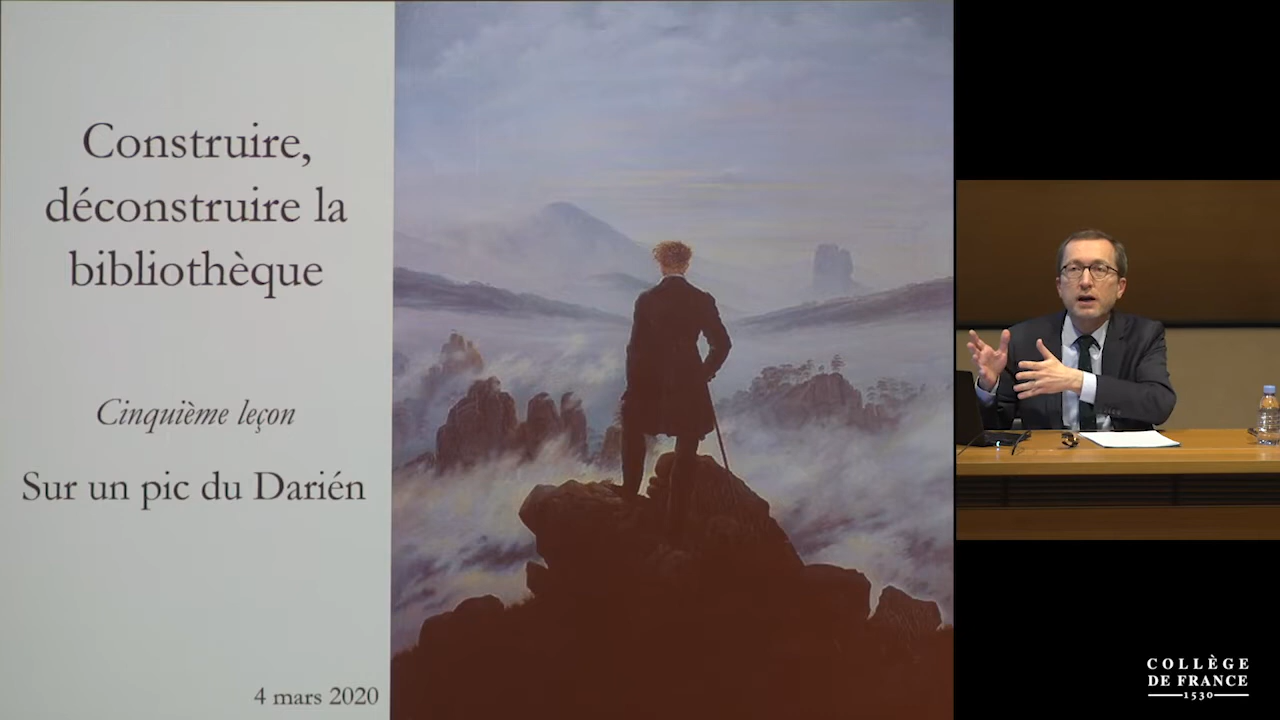 Construire,
déconstruire la
bibliothèque
Cinquième leçon
Sur un pic du Darién
4 mars 2020
COLLÈGE
DE FRANCE
1530